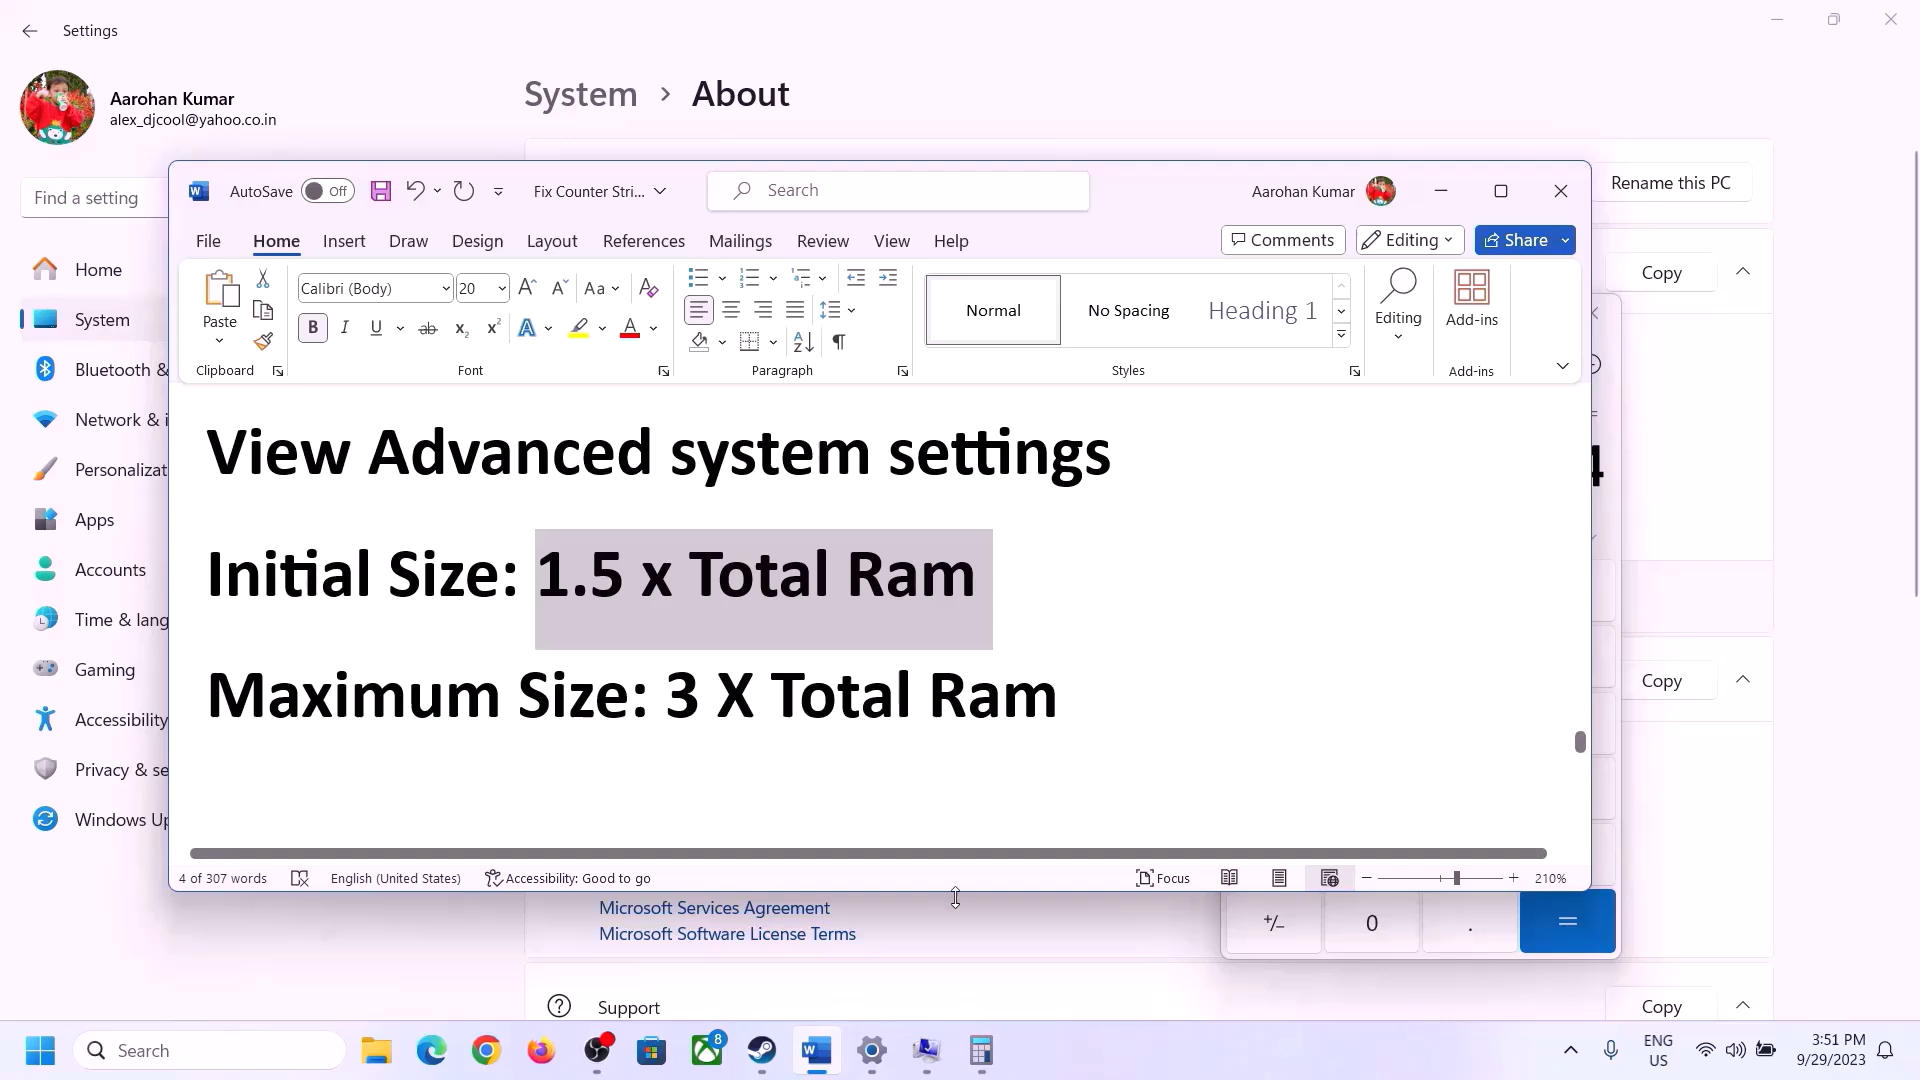 Settings
Aarohan Kumar
alex_djcool@yahoo.co.in
Find a setting
Home
System
Bluetooth &
Network & i
Personalizat
Apps
Accounts
Time & lang
Gaming
Accessibility
Privacy & se
Windows Up
System > About
Rename this PC
Copy
AutoSave Off
Fix Counter Stri...
Search
Aarohan Kumar
File Home Insert Draw Design Layout References Mailings Review View Help
Comments Editing Share
Paste
Clipboard
Calibri (Body) 20
Font
Paragraph
Normal No Spacing Heading 1
Styles
Editing
Add-ins
Add-ins
View Advanced system settings
Initial Size: 1.5 x Total Ram
Maximum Size: 3 X Total Ram
4 of 307 words English (United States) Accessibility: Good to go Focus 210%
4
Copy
+/- 0 . =
Microsoft Services Agreement
Microsoft Software License Terms
Support
Copy
Search
8
ENG
US
3:51 PM
9/29/2023